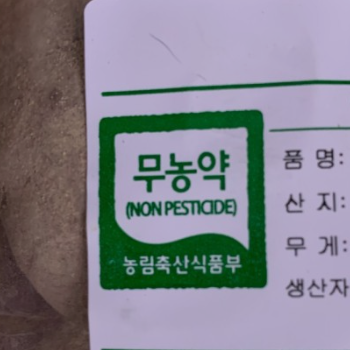 무농약
(NON PESTICIDE)
농림축산식품부
품 명:
산 지:
무 게:
생산자